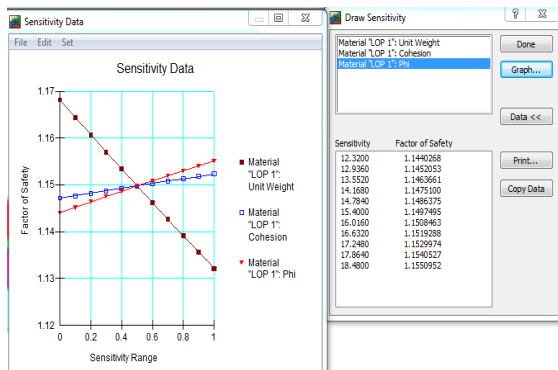 Sensitivity Data
File Edit Set
Sensitivity Data
1.17
1.16
1.15
1.14
1.13
1.12
Factor of Safety
0 0.2 0.4 0.6 0.8 1
Sensitivity Range
Material
"LOP 1":
Unit Weight
Material
"LOP 1":
Cohesion
Material
"LOP 1": Phi
Draw Sensitivity
Material "LOP 1": Unit Weight
Material "LOP 1": Cohesion
Material "LOP 1": Phi
Done
Graph...
Data <<
Print...
Copy Data
Sensitivity Factor of Safety
12.3200 1.1440268
12.9360 1.1452053
13.5520 1.1463661
14.1680 1.1475100
14.7840 1.1486375
15.4000 1.1497495
16.0160 1.1508463
16.6320 1.1519288
17.2480 1.1529974
17.8640 1.1540527
18.4800 1.1550952